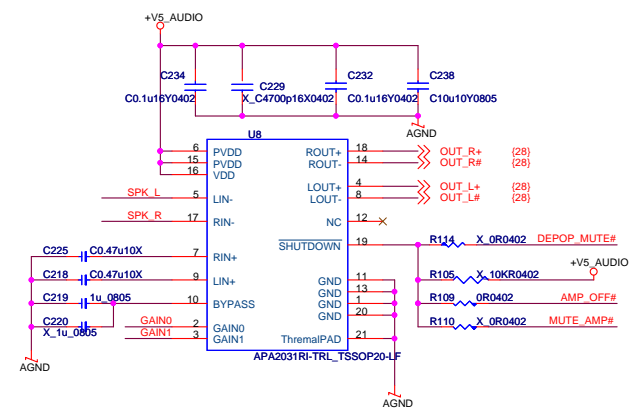 +V5_AUDIO
C234
C0.1u16Y0402
C229
X_C4700p16X0402
C232
C0.1u16Y0402
C238
C10u10Y0805
AGND
U8
6 PVDD ROUT+ 18 OUT_R+ {28}
15 PVDD ROUT- 14 OUT_R# {28}
16 VDD
LOUT+ 4 OUT_L+ {28}
SPK_L 5 LIN- LOUT- 8 OUT_L# {28}
SPK_R 17 RIN- NC 12
SHUTDOWN 19 R114 X_0R0402 DEPOP_MUTE#
C225 C0.47u10X 7 RIN+
+V5_AUDIO
C218 C0.47u10X 9 LIN+ GND 11 R105 X_10KR0402
GND 13
C219 1u_0805 10 BYPASS GND 1 R109 0R0402 AMP_OFF#
GND 20
C220 X_1u_0805 R110 X_0R0402 MUTE_AMP#
GAIN0 2 GAIN0
GAIN1 3 GAIN1 ThremalPAD 21
APA2031RI-TRL_TSSOP20-LF
AGND
AGND